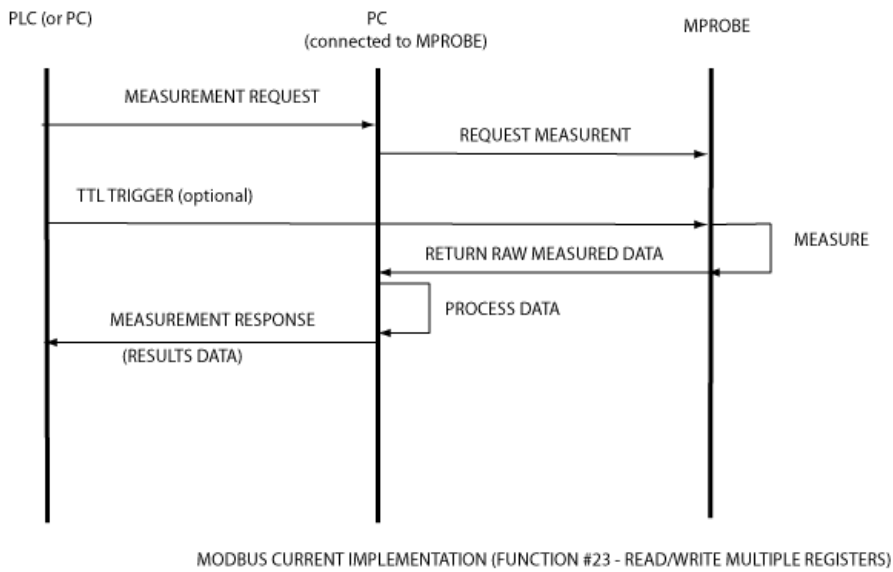 PLC (or PC)
PC
(connected to MPROBE)
MPROBE
MEASUREMENT REQUEST
REQUEST MEASURENT
TTL TRIGGER (optional)
MEASURE
RETURN RAW MEASURED DATA
PROCESS DATA
MEASUREMENT RESPONSE
(RESULTS DATA)
MODBUS CURRENT IMPLEMENTATION (FUNCTION #23 - READ/WRITE MULTIPLE REGISTERS)